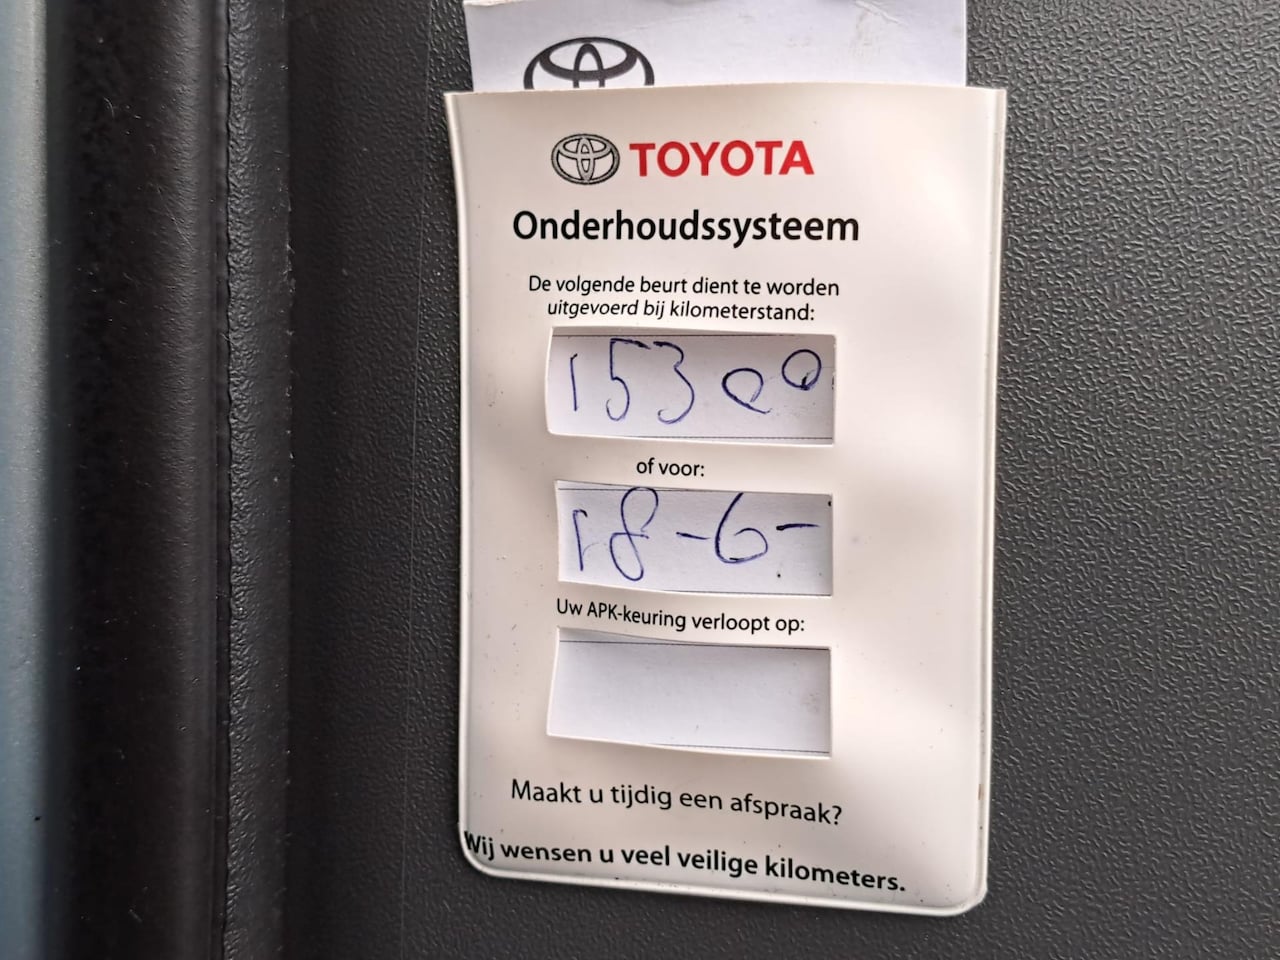 TOYOTA
Onderhoudssysteem
De volgende beurt dient te worden
uitgevoerd bij kilometerstand:
15300
of voor:
18-6-
Uw APK-keuring verloopt op:
Maakt u tijdig een afspraak?
Wij wensen u veel veilige kilometers.